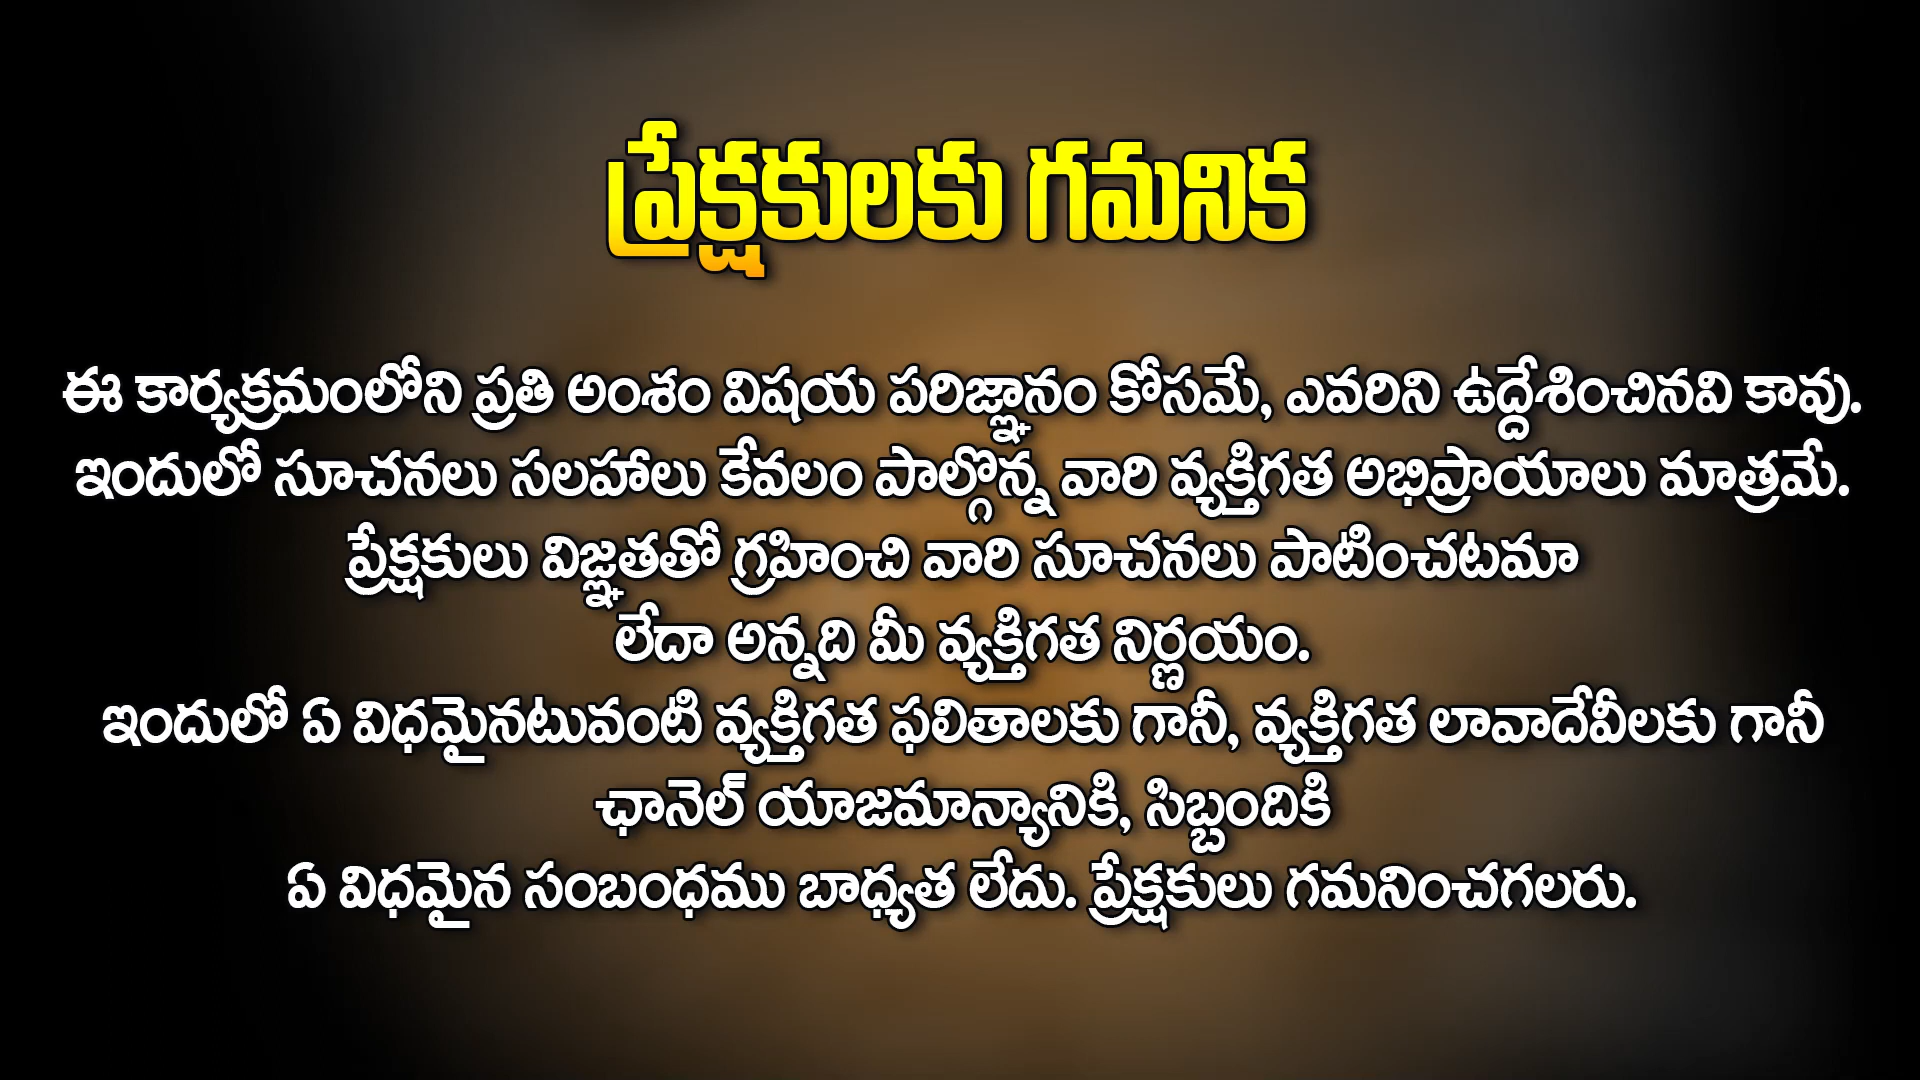 ప్రేక్షకులకు గమనిక
ఈ కార్యక్రమంలోని ప్రతి అంశం విషయ పరిజ్ఞానం కోసమే, ఎవరిని ఉద్దేశించినవి కావు.
ఇందులో సూచనలు సలహాలు కేవలం పాల్గొన్న వారి వ్యక్తిగత అభిప్రాయాలు మాత్రమే.
ప్రేక్షకులు విజ్ఞతతో గ్రహించి వారి సూచనలు పాటించటమా
లేదా అన్నది మీ వ్యక్తిగత నిర్ణయం.
ఇందులో ఏ విధమైనటువంటి వ్యక్తిగత ఫలితాలకు గానీ, వ్యక్తిగత లావాదేవీలకు గానీ
ఛానెల్ యాజమాన్యానికి, సిబ్బందికి
ఏ విధమైన సంబంధము బాధ్యత లేదు. ప్రేక్షకులు గమనించగలరు.